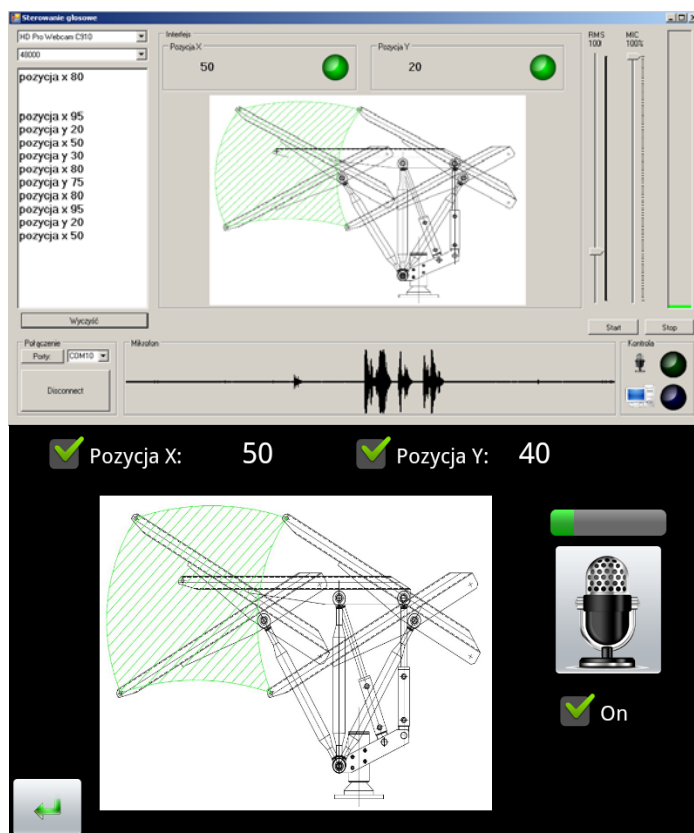 Sterowanie głosowe
HD Pro Webcam C910
48000
pozycja x 80
pozycja x 95
pozycja y 20
pozycja x 50
pozycja y 30
pozycja x 80
pozycja y 75
pozycja x 80
pozycja x 95
pozycja y 20
pozycja x 50
Wyczyść
Interfejs
Pozycja X
50
Pozycja Y
20
RMS
100
MIC
100%
Start
Stop
Połączenie
Porty:
COM10
Disconnect
Mikrofon
Kontrola
Pozycja X: 50
Pozycja Y: 40
On